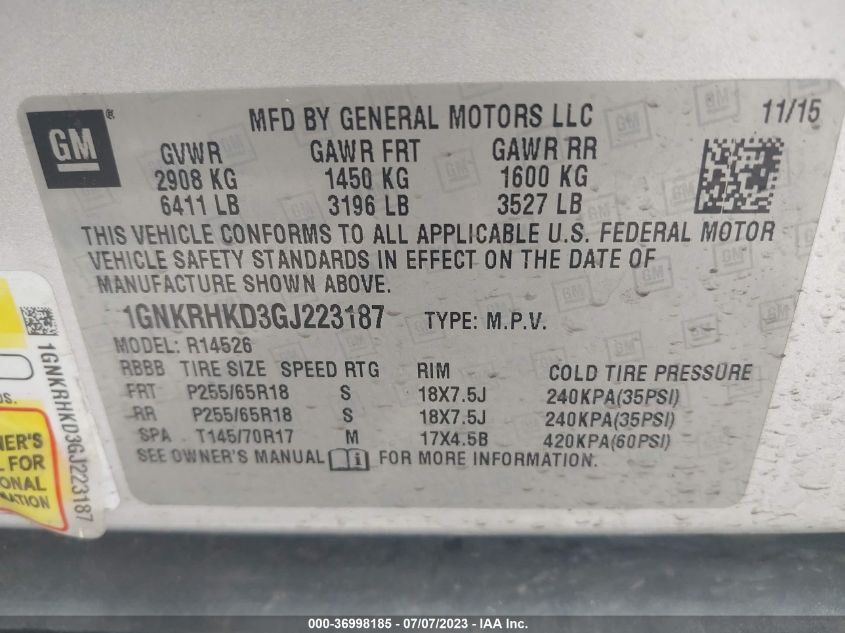 GM ®
MFD BY GENERAL MOTORS LLC 11/15
GVWR GAWR FRT GAWR RR
2908 KG 1450 KG 1600 KG
6411 LB 3196 LB 3527 LB
THIS VEHICLE CONFORMS TO ALL APPLICABLE U.S. FEDERAL MOTOR
VEHICLE SAFETY STANDARDS IN EFFECT ON THE DATE OF
MANUFACTURE SHOWN ABOVE.
1GNKRHKD3GJ223187 TYPE: M.P.V.
MODEL: R14526
RBBB TIRE SIZE SPEED RTG RIM COLD TIRE PRESSURE
FRT P255/65R18 S 18X7.5J 240KPA(35PSI)
RR P255/65R18 S 18X7.5J 240KPA(35PSI)
SPA T145/70R17 M 17X4.5B 420KPA(60PSI)
SEE OWNER'S MANUAL FOR MORE INFORMATION.
1GNKRHKD3GJ223187
NER'S
L FOR
ONAL
MATION
000-36998185 - 07/07/2023 - IAA Inc.